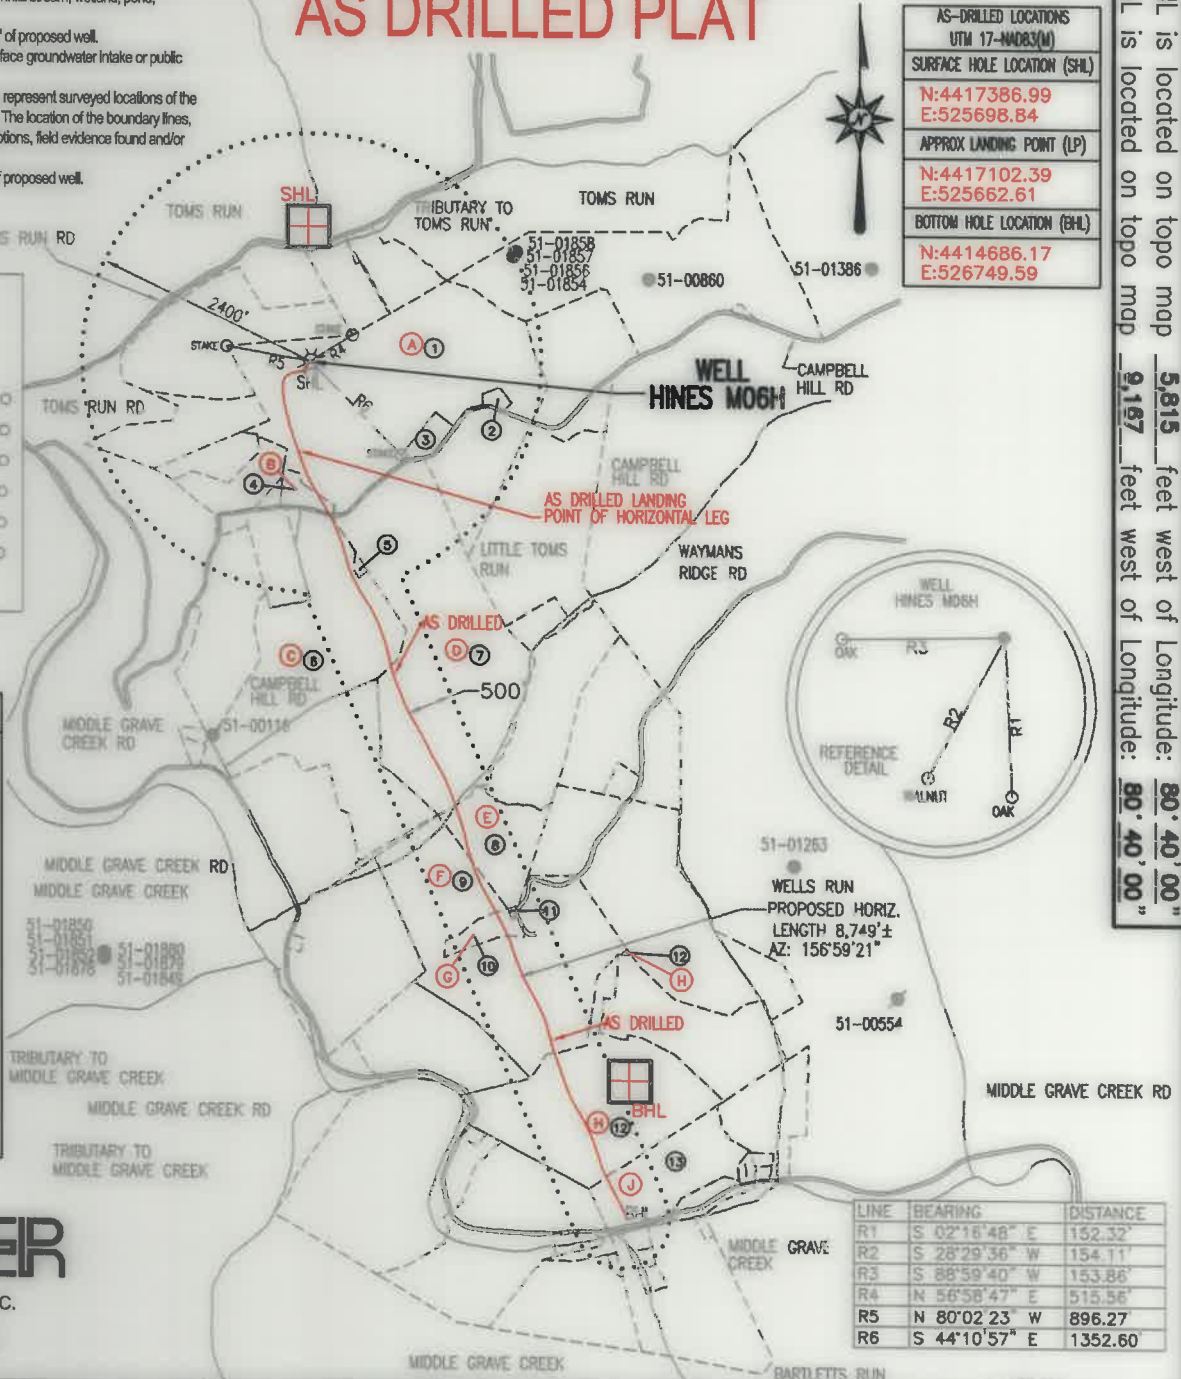 AS DRILLED PLAT
' of proposed well.
face groundwater intake or public
represent surveyed locations of the
The location of the boundary lines,
ptions, field evidence found and/or
f proposed well.
AS-DRILLED LOCATIONS
UTM 17-NAD83(M)
SURFACE HOLE LOCATION (SHL)
N:4417386.99
E:525698.84
APPROX LANDING POINT (LP)
N:4417102.39
E:525662.61
BOTTOM HOLE LOCATION (BHL)
N:4414686.17
E:526749.59
L is located on topo map 5,815 feet west of Longitude: 80° 40' 00"
L is located on topo map 9,167 feet west of Longitude: 80° 40' 00"
N
SHL
TOMS RUN
TRIBUTARY TO
TOMS RUN
TOMS RUN
S RUN RD
51-01858
51-01857
51-01856
51-01854
51-00860
51-01386
2400'
STAKE
R5
R4
SHL
A 1
WELL
HINES M06H
CAMPBELL
HILL RD
R6
TOMS RUN RD
2
3
B
4
CAMPBELL
HILL RD
AS DRILLED LANDING
POINT OF HORIZONTAL LEG
5
LITTLE TOMS
RUN
WAYMANS
RIDGE RD
AS DRILLED
D 7
C 6
CAMPBELL
HILL RD
500
MIDDLE GRAVE
CREEK RD
51-00116
WELL
HINES M06H
OAK
R3
R2
R1
REFERENCE
DETAIL
WALNUT
OAK
E
8
F 9
51-01263
MIDDLE GRAVE CREEK RD
MIDDLE GRAVE CREEK
WELLS RUN
PROPOSED HORIZ.
LENGTH 8,749'±
AZ: 156°59'21"
11
51-01850
51-01851
51-01852
51-01878
51-01880
51-01879
51-01849
G
10
12
H
51-00554
AS DRILLED
TRIBUTARY TO
MIDDLE GRAVE CREEK
BHL
MIDDLE GRAVE CREEK RD
MIDDLE GRAVE CREEK RD
H 12
TRIBUTARY TO
MIDDLE GRAVE CREEK
13
J
BHL
ER
C.
MIDDLE GRAVE
CREEK
LINE BEARING DISTANCE
R1 S 02°16'48" E 152.32'
R2 S 28°29'36" W 154.11'
R3 S 88°59'40" W 153.86'
R4 N 56°58'47" E 515.56'
R5 N 80°02'23" W 896.27'
R6 S 44°10'57" E 1352.60'
MIDDLE GRAVE CREEK
BARTLETTS RUN